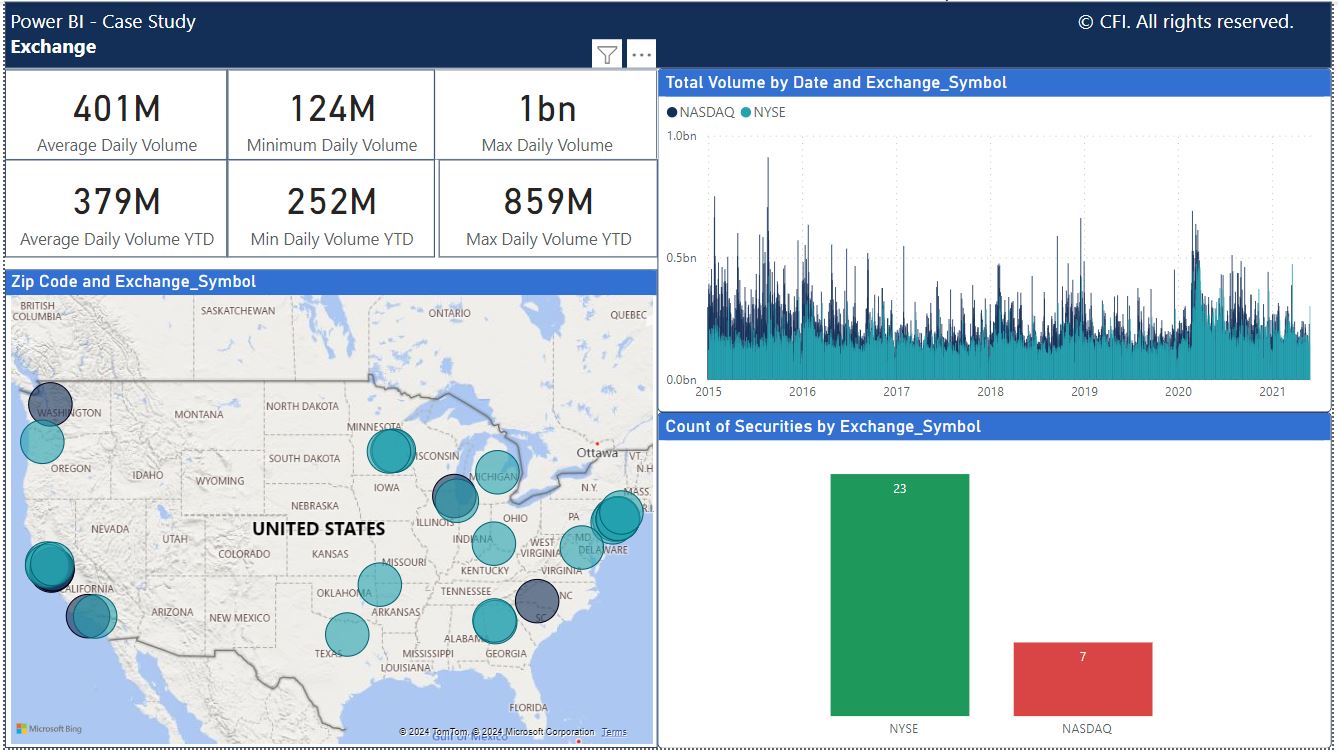 Power BI - Case Study
© CFI. All rights reserved.
Exchange
401M
Average Daily Volume
124M
Minimum Daily Volume
1bn
Max Daily Volume
379M
Average Daily Volume YTD
252M
Min Daily Volume YTD
859M
Max Daily Volume YTD
Total Volume by Date and Exchange_Symbol
NASDAQ NYSE
1.0bn
0.5bn
0.0bn
2015 2016 2017 2018 2019 2020 2021
Zip Code and Exchange_Symbol
BRITISH
COLUMBIA
SASKATCHEWAN
ONTARIO
QUEBEC
WASHINGTON
MONTANA
NORTH DAKOTA
MINNESOTA
Ottawa
VT.
N.H
OREGON
IDAHO
WYOMING
SOUTH DAKOTA
WISCONSIN
MICHIGAN
N.Y.
MASS.
R.I.
IOWA
NEBRASKA
NEVADA
UTAH
UNITED STATES
ILLINOIS
INDIANA
OHIO
PA
MD.
DELAWARE
COLORADO
KANSAS
MISSOURI
WEST
VIRGINIA
KENTUCKY
VIRGINIA
CALIFORNIA
ARIZONA
NEW MEXICO
OKLAHOMA
ARKANSAS
TENNESSEE
NC
SC
TEXAS
MISSISSIPPI
ALABAMA
GEORGIA
LOUISIANA
FLORIDA
Gulf of Mexico
Microsoft Bing
© 2024 TomTom, © 2024 Microsoft Corporation Terms
Count of Securities by Exchange_Symbol
23
7
NYSE
NASDAQ